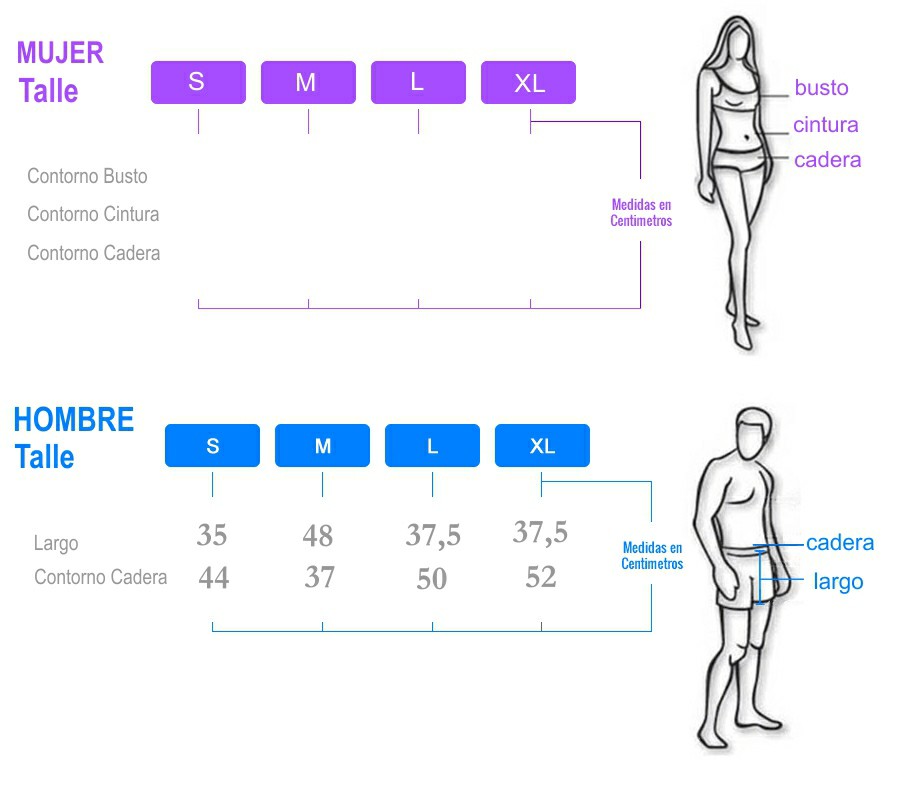 MUJER
Talle
S M L XL
Contorno Busto
Contorno Cintura
Contorno Cadera
Medidas en
Centimetros
busto
cintura
cadera
HOMBRE
Talle
S M L XL
Largo 35 48 37,5 37,5
Contorno Cadera 44 37 50 52
Medidas en
Centimetros
cadera
largo